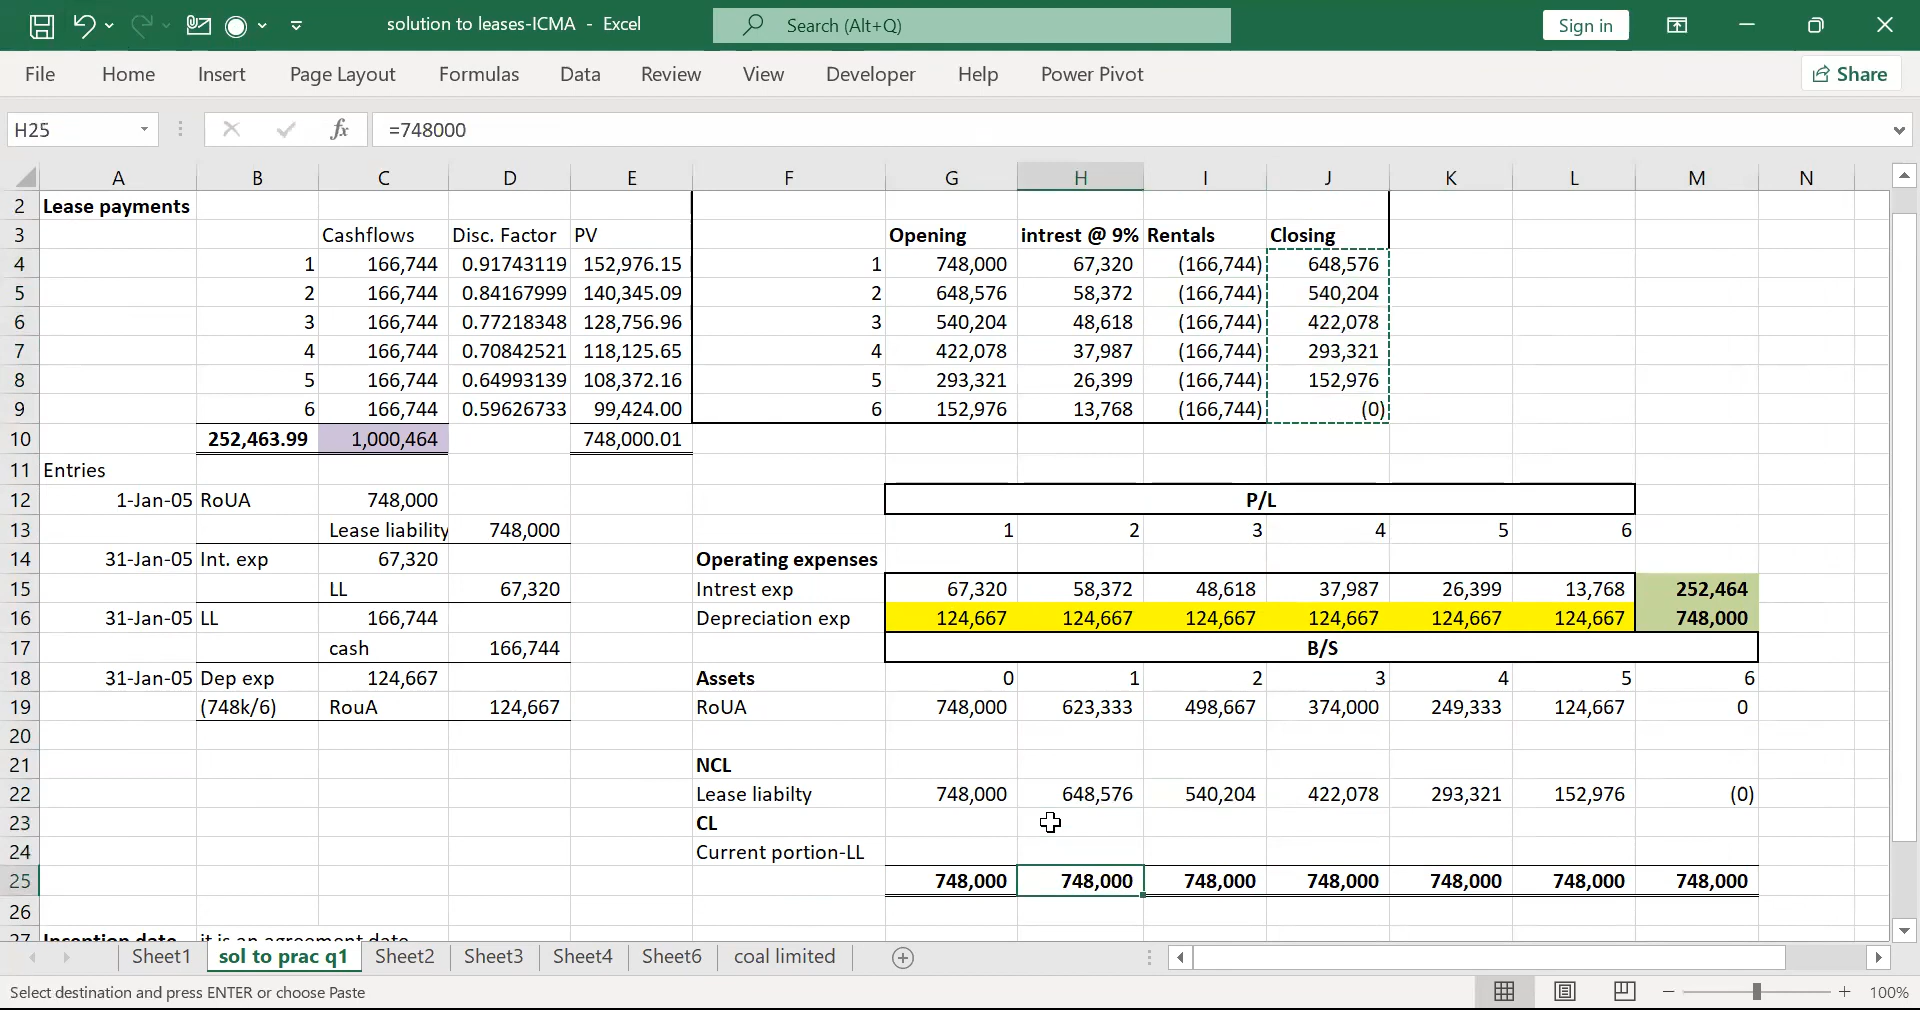 solution to leases-ICMA - Excel
Search (Alt+Q)
Sign in
File Home Insert Page Layout Formulas Data Review View Developer Help Power Pivot Share
H25 fx =748000
A B C D E F G H I J K L M N
2 Lease payments
3 Cashflows Disc. Factor PV Opening intrest @ 9% Rentals Closing
4 1 166,744 0.91743119 152,976.15 1 748,000 67,320 (166,744) 648,576
5 2 166,744 0.84167999 140,345.09 2 648,576 58,372 (166,744) 540,204
6 3 166,744 0.77218348 128,756.96 3 540,204 48,618 (166,744) 422,078
7 4 166,744 0.70842521 118,125.65 4 422,078 37,987 (166,744) 293,321
8 5 166,744 0.64993139 108,372.16 5 293,321 26,399 (166,744) 152,976
9 6 166,744 0.59626733 99,424.00 6 152,976 13,768 (166,744) (0)
10 252,463.99 1,000,464 748,000.01
11 Entries
12 1-Jan-05 RoUA 748,000 P/L
13 Lease liability 748,000 1 2 3 4 5 6
14 31-Jan-05 Int. exp 67,320 Operating expenses
15 LL 67,320 Intrest exp 67,320 58,372 48,618 37,987 26,399 13,768 252,464
16 31-Jan-05 LL 166,744 Depreciation exp 124,667 124,667 124,667 124,667 124,667 124,667 748,000
17 cash 166,744 B/S
18 31-Jan-05 Dep exp 124,667 Assets 0 1 2 3 4 5 6
19 (748k/6) RouA 124,667 RoUA 748,000 623,333 498,667 374,000 249,333 124,667 0
20
21 NCL
22 Lease liabilty 748,000 648,576 540,204 422,078 293,321 152,976 (0)
23 CL
24 Current portion-LL
25 748,000 748,000 748,000 748,000 748,000 748,000 748,000
26
27 Inception date it is an agreement date
Sheet1 sol to prac q1 Sheet2 Sheet3 Sheet4 Sheet6 coal limited
Select destination and press ENTER or choose Paste 100%